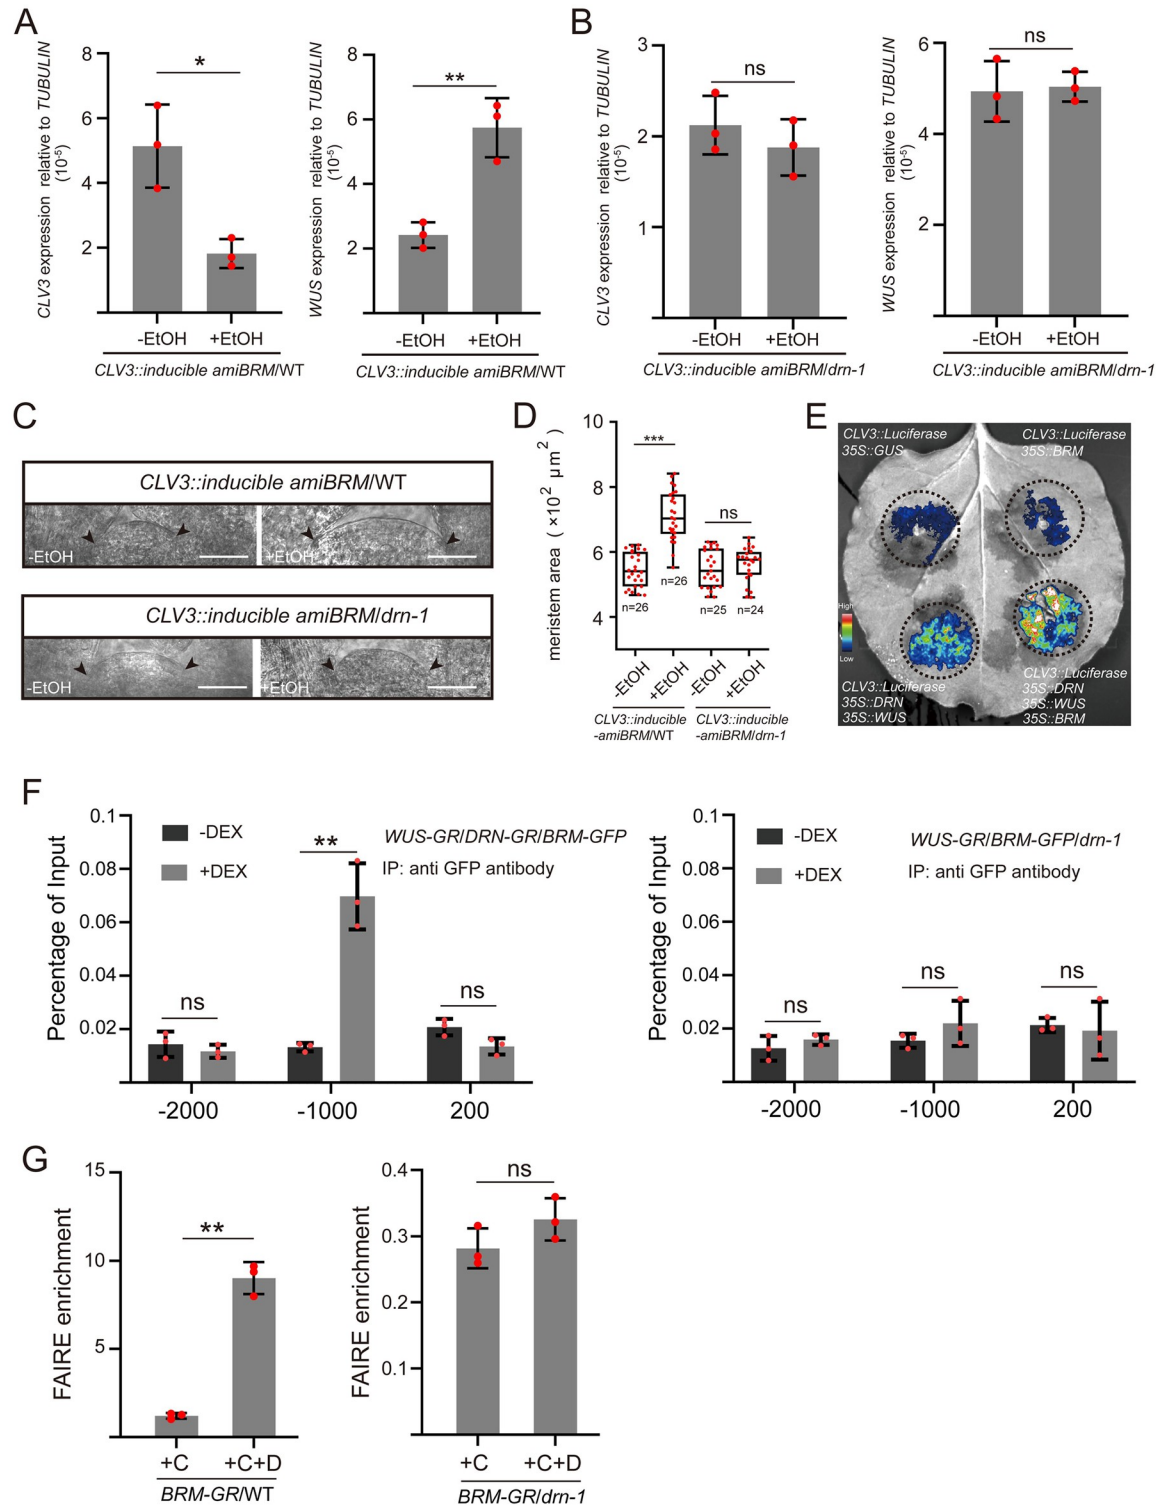 A
CLV3 expression relative to TUBULIN
(10-5)
8
6
4
2
*
-EtOH +EtOH
CLV3::inducible amiBRM/WT
WUS expression relative to TUBULIN
(10-5)
8
6
4
2
**
-EtOH +EtOH
CLV3::inducible amiBRM/WT
B
CLV3 expression relative to TUBULIN
(10-5)
3
2
1
ns
-EtOH +EtOH
CLV3::inducible amiBRM/drn-1
WUS expression relative to TUBULIN
(10-5)
6
4
2
ns
-EtOH +EtOH
CLV3::inducible amiBRM/drn-1
C
CLV3::inducible amiBRM/WT
-EtOH
+EtOH
CLV3::inducible amiBRM/drn-1
-EtOH
+EtOH
D
meristem area ( ×10² μm² )
10
8
6
4
***
ns
n=26
n=26
n=25
n=24
-EtOH
+EtOH
-EtOH
+EtOH
CLV3::inducible
-amiBRM/WT
CLV3::inducible
-amiBRM/drn-1
E
CLV3::Luciferase
35S::GUS
CLV3::Luciferase
35S::BRM
High
Low
CLV3::Luciferase
35S::DRN
35S::WUS
CLV3::Luciferase
35S::DRN
35S::WUS
35S::BRM
F
Percentage of Input
0.1
0.08
0.06
0.04
0.02
-DEX
+DEX
WUS-GR/DRN-GR/BRM-GFP
IP: anti GFP antibody
ns
**
ns
-2000 -1000 200
Percentage of Input
0.1
0.08
0.06
0.04
0.02
-DEX
+DEX
WUS-GR/BRM-GFP/drn-1
IP: anti GFP antibody
ns
ns
ns
-2000 -1000 200
G
FAIRE enrichment
15
10
5
**
+C +C+D
BRM-GR/WT
FAIRE enrichment
0.4
0.3
0.2
0.1
ns
+C +C+D
BRM-GR/drn-1